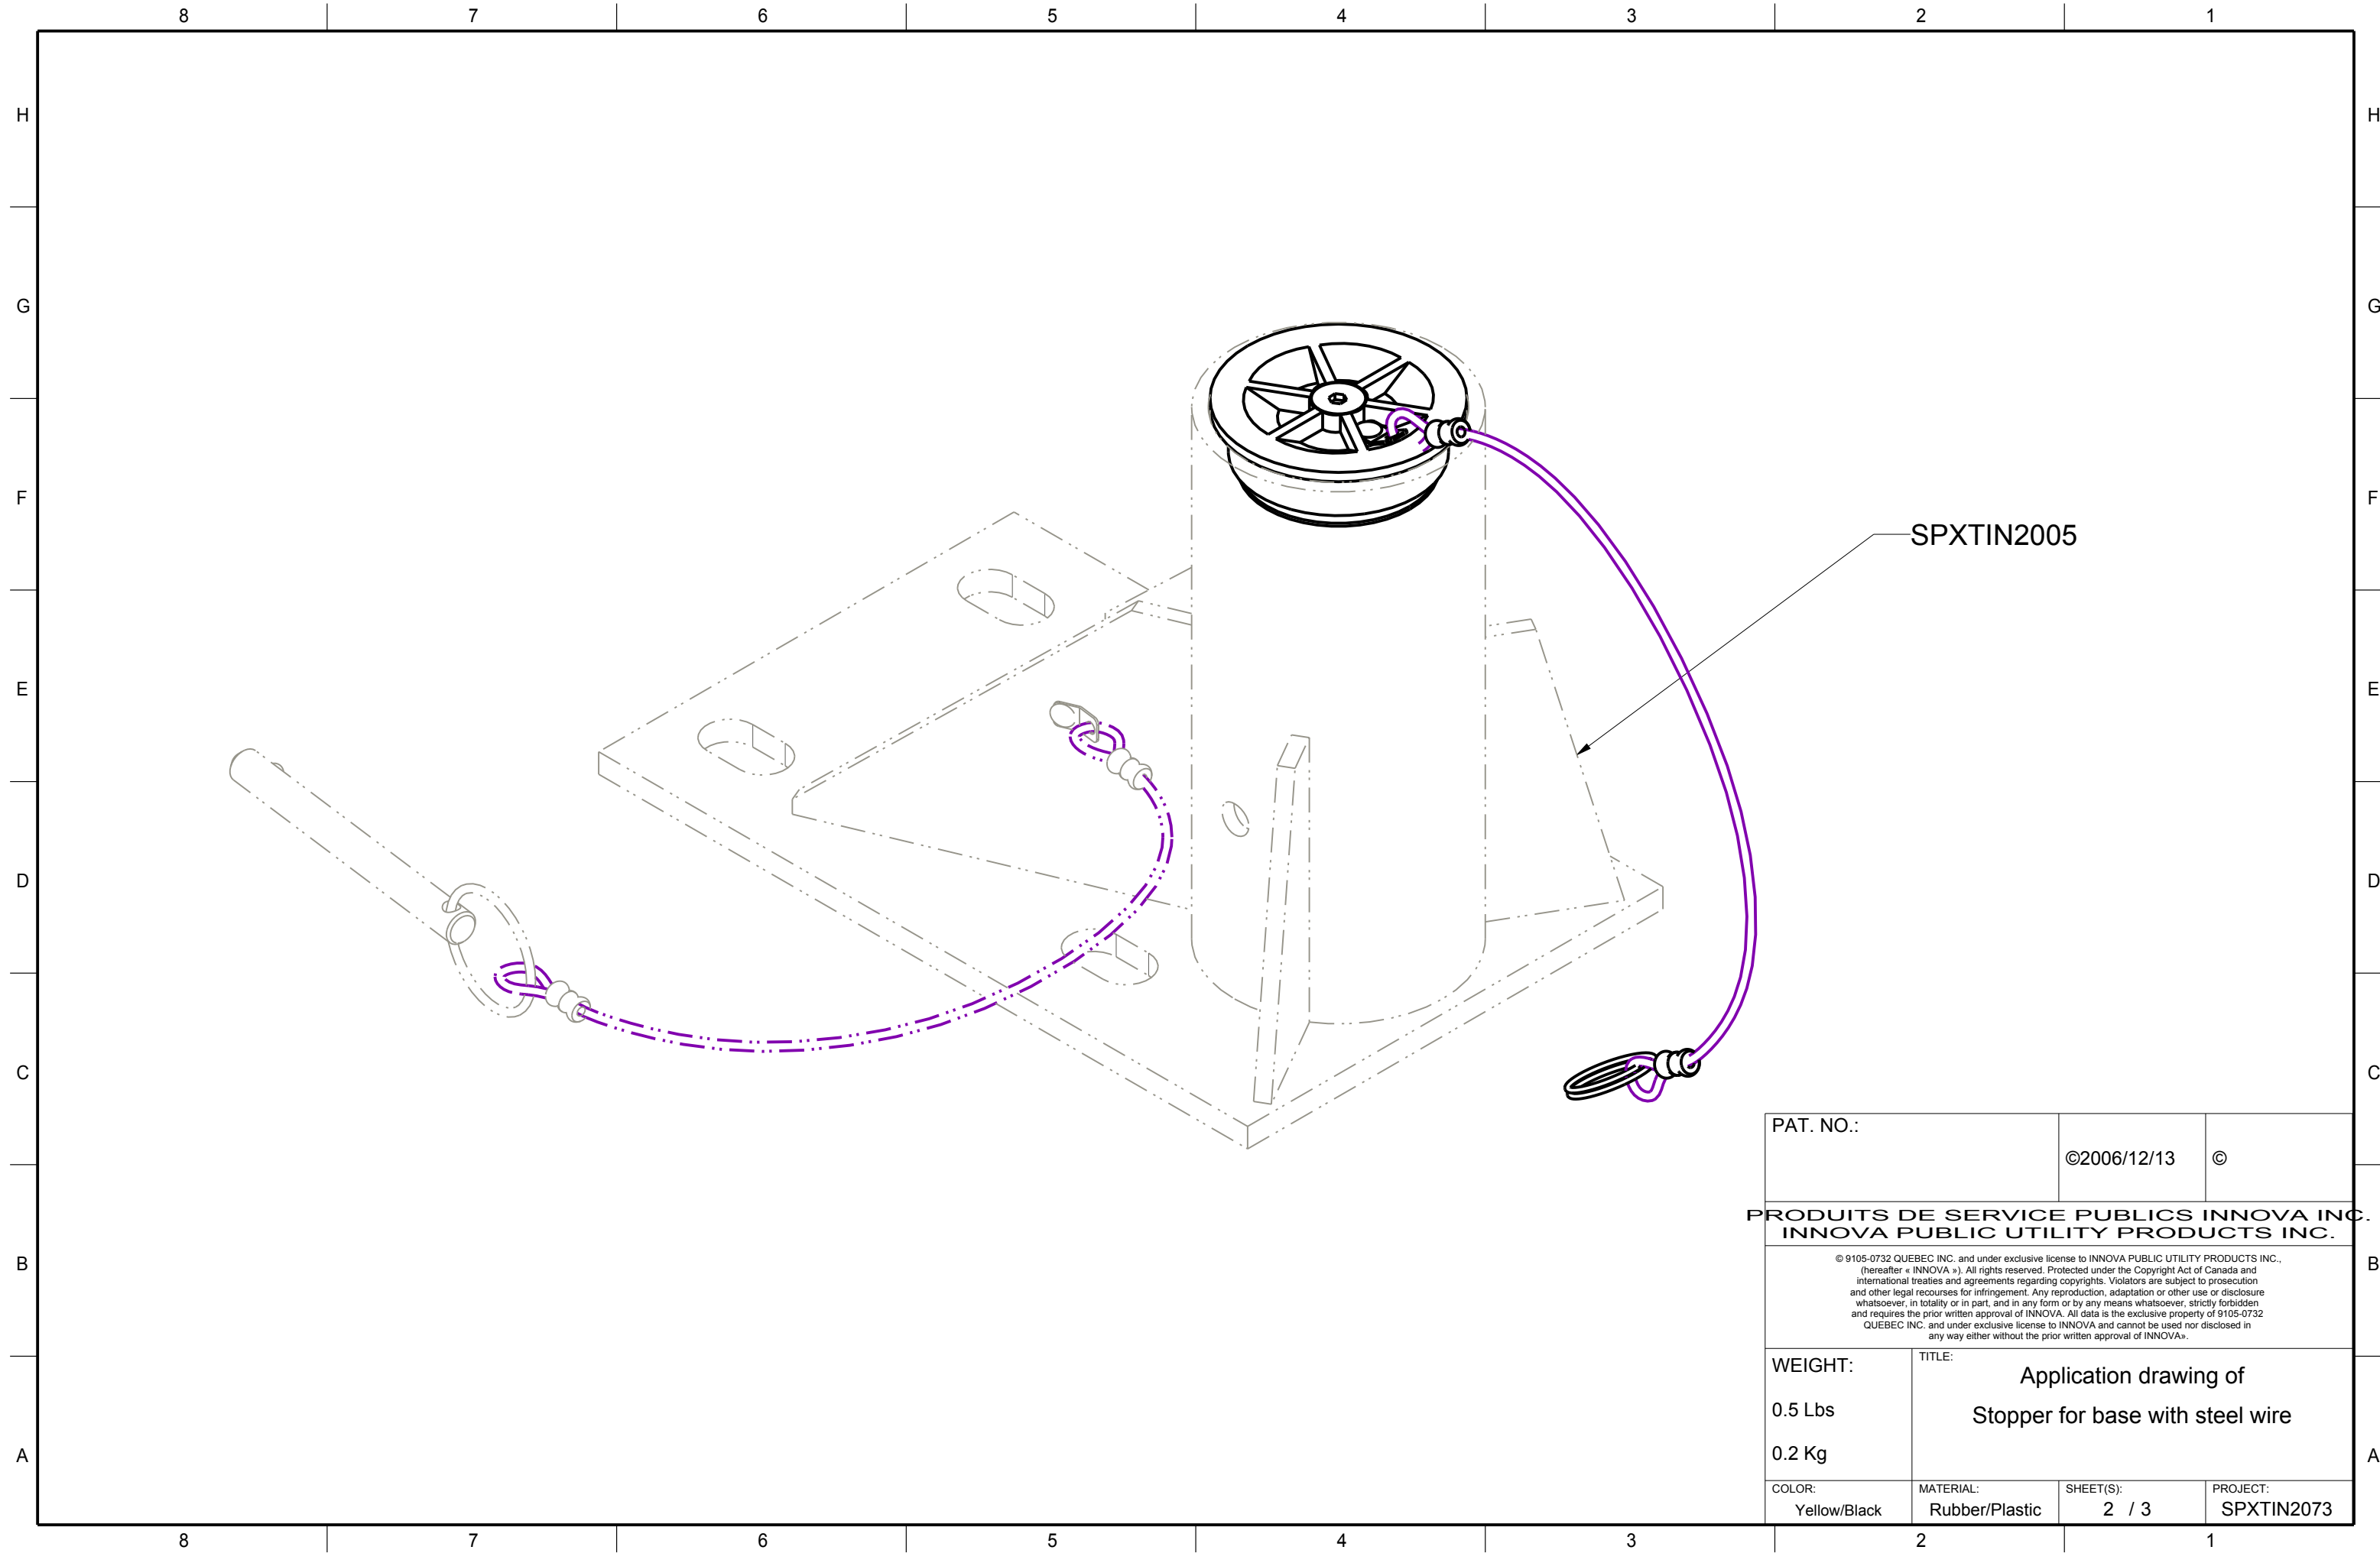 8 7 6 5 4 3 2 1
H H
G G
F F
SPXTIN2005
E E
D D
C C
PAT. NO.:
©2006/12/13 ©
PRODUITS DE SERVICE PUBLICS INNOVA INC.
INNOVA PUBLIC UTILITY PRODUCTS INC.
B B
© 9105-0732 QUEBEC INC. and under exclusive license to INNOVA PUBLIC UTILITY PRODUCTS INC.,
(hereafter « INNOVA »). All rights reserved. Protected under the Copyright Act of Canada and
international treaties and agreements regarding copyrights. Violators are subject to prosecution
and other legal recourses for infringement. Any reproduction, adaptation or other use or disclosure
whatsoever, in totality or in part, and in any form or by any means whatsoever, strictly forbidden
and requires the prior written approval of INNOVA. All data is the exclusive property of 9105-0732
QUEBEC INC. and under exclusive license to INNOVA and cannot be used nor disclosed in
any way either without the prior written approval of INNOVA».
WEIGHT:
0.5 Lbs
0.2 Kg
TITLE:
Application drawing of
Stopper for base with steel wire
A A
COLOR:
Yellow/Black
MATERIAL:
Rubber/Plastic
SHEET(S):
2 / 3
PROJECT:
SPXTIN2073
8 7 6 5 4 3 2 1